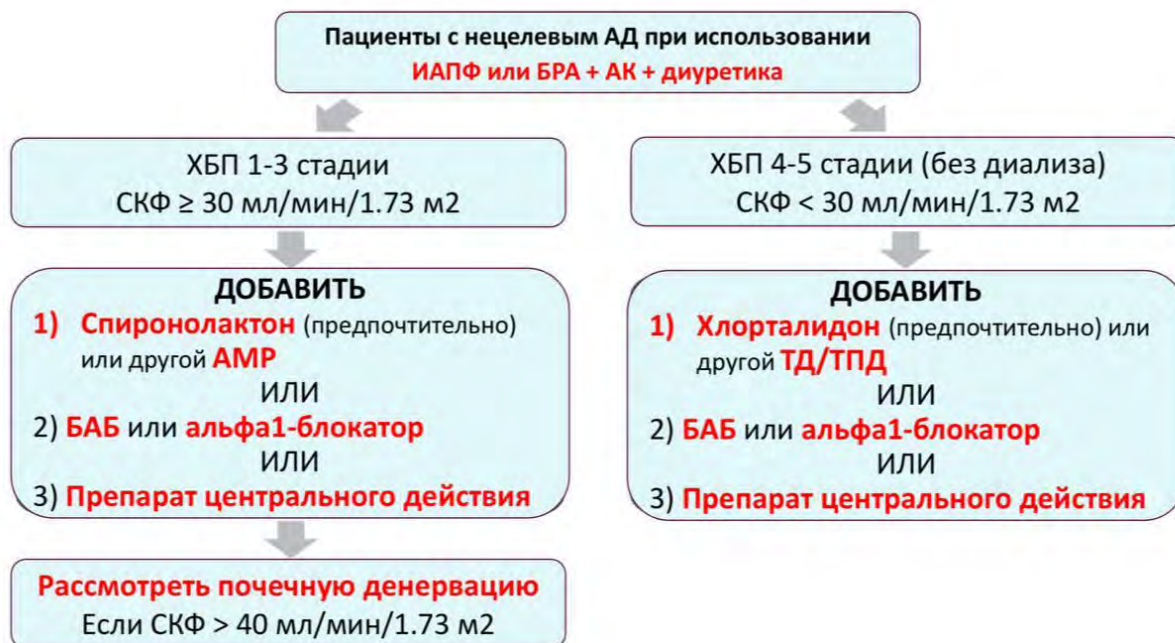 Пациенты с нецелевым АД при использовании
ИАПФ или БРА + АК + диуретика
ХБП 1-3 стадии
СКФ ≥ 30 мл/мин/1.73 м2
ХБП 4-5 стадии (без диализа)
СКФ < 30 мл/мин/1.73 м2
ДОБАВИТЬ
1) Спиронолактон (предпочтительно)
или другой АМР
ИЛИ
2) БАБ или альфа1-блокатор
ИЛИ
3) Препарат центрального действия
ДОБАВИТЬ
1) Хлорталидон (предпочтительно) или
другой ТД/ТПД
ИЛИ
2) БАБ или альфа1-блокатор
ИЛИ
3) Препарат центрального действия
Рассмотреть почечную денервацию
Если СКФ > 40 мл/мин/1.73 м2